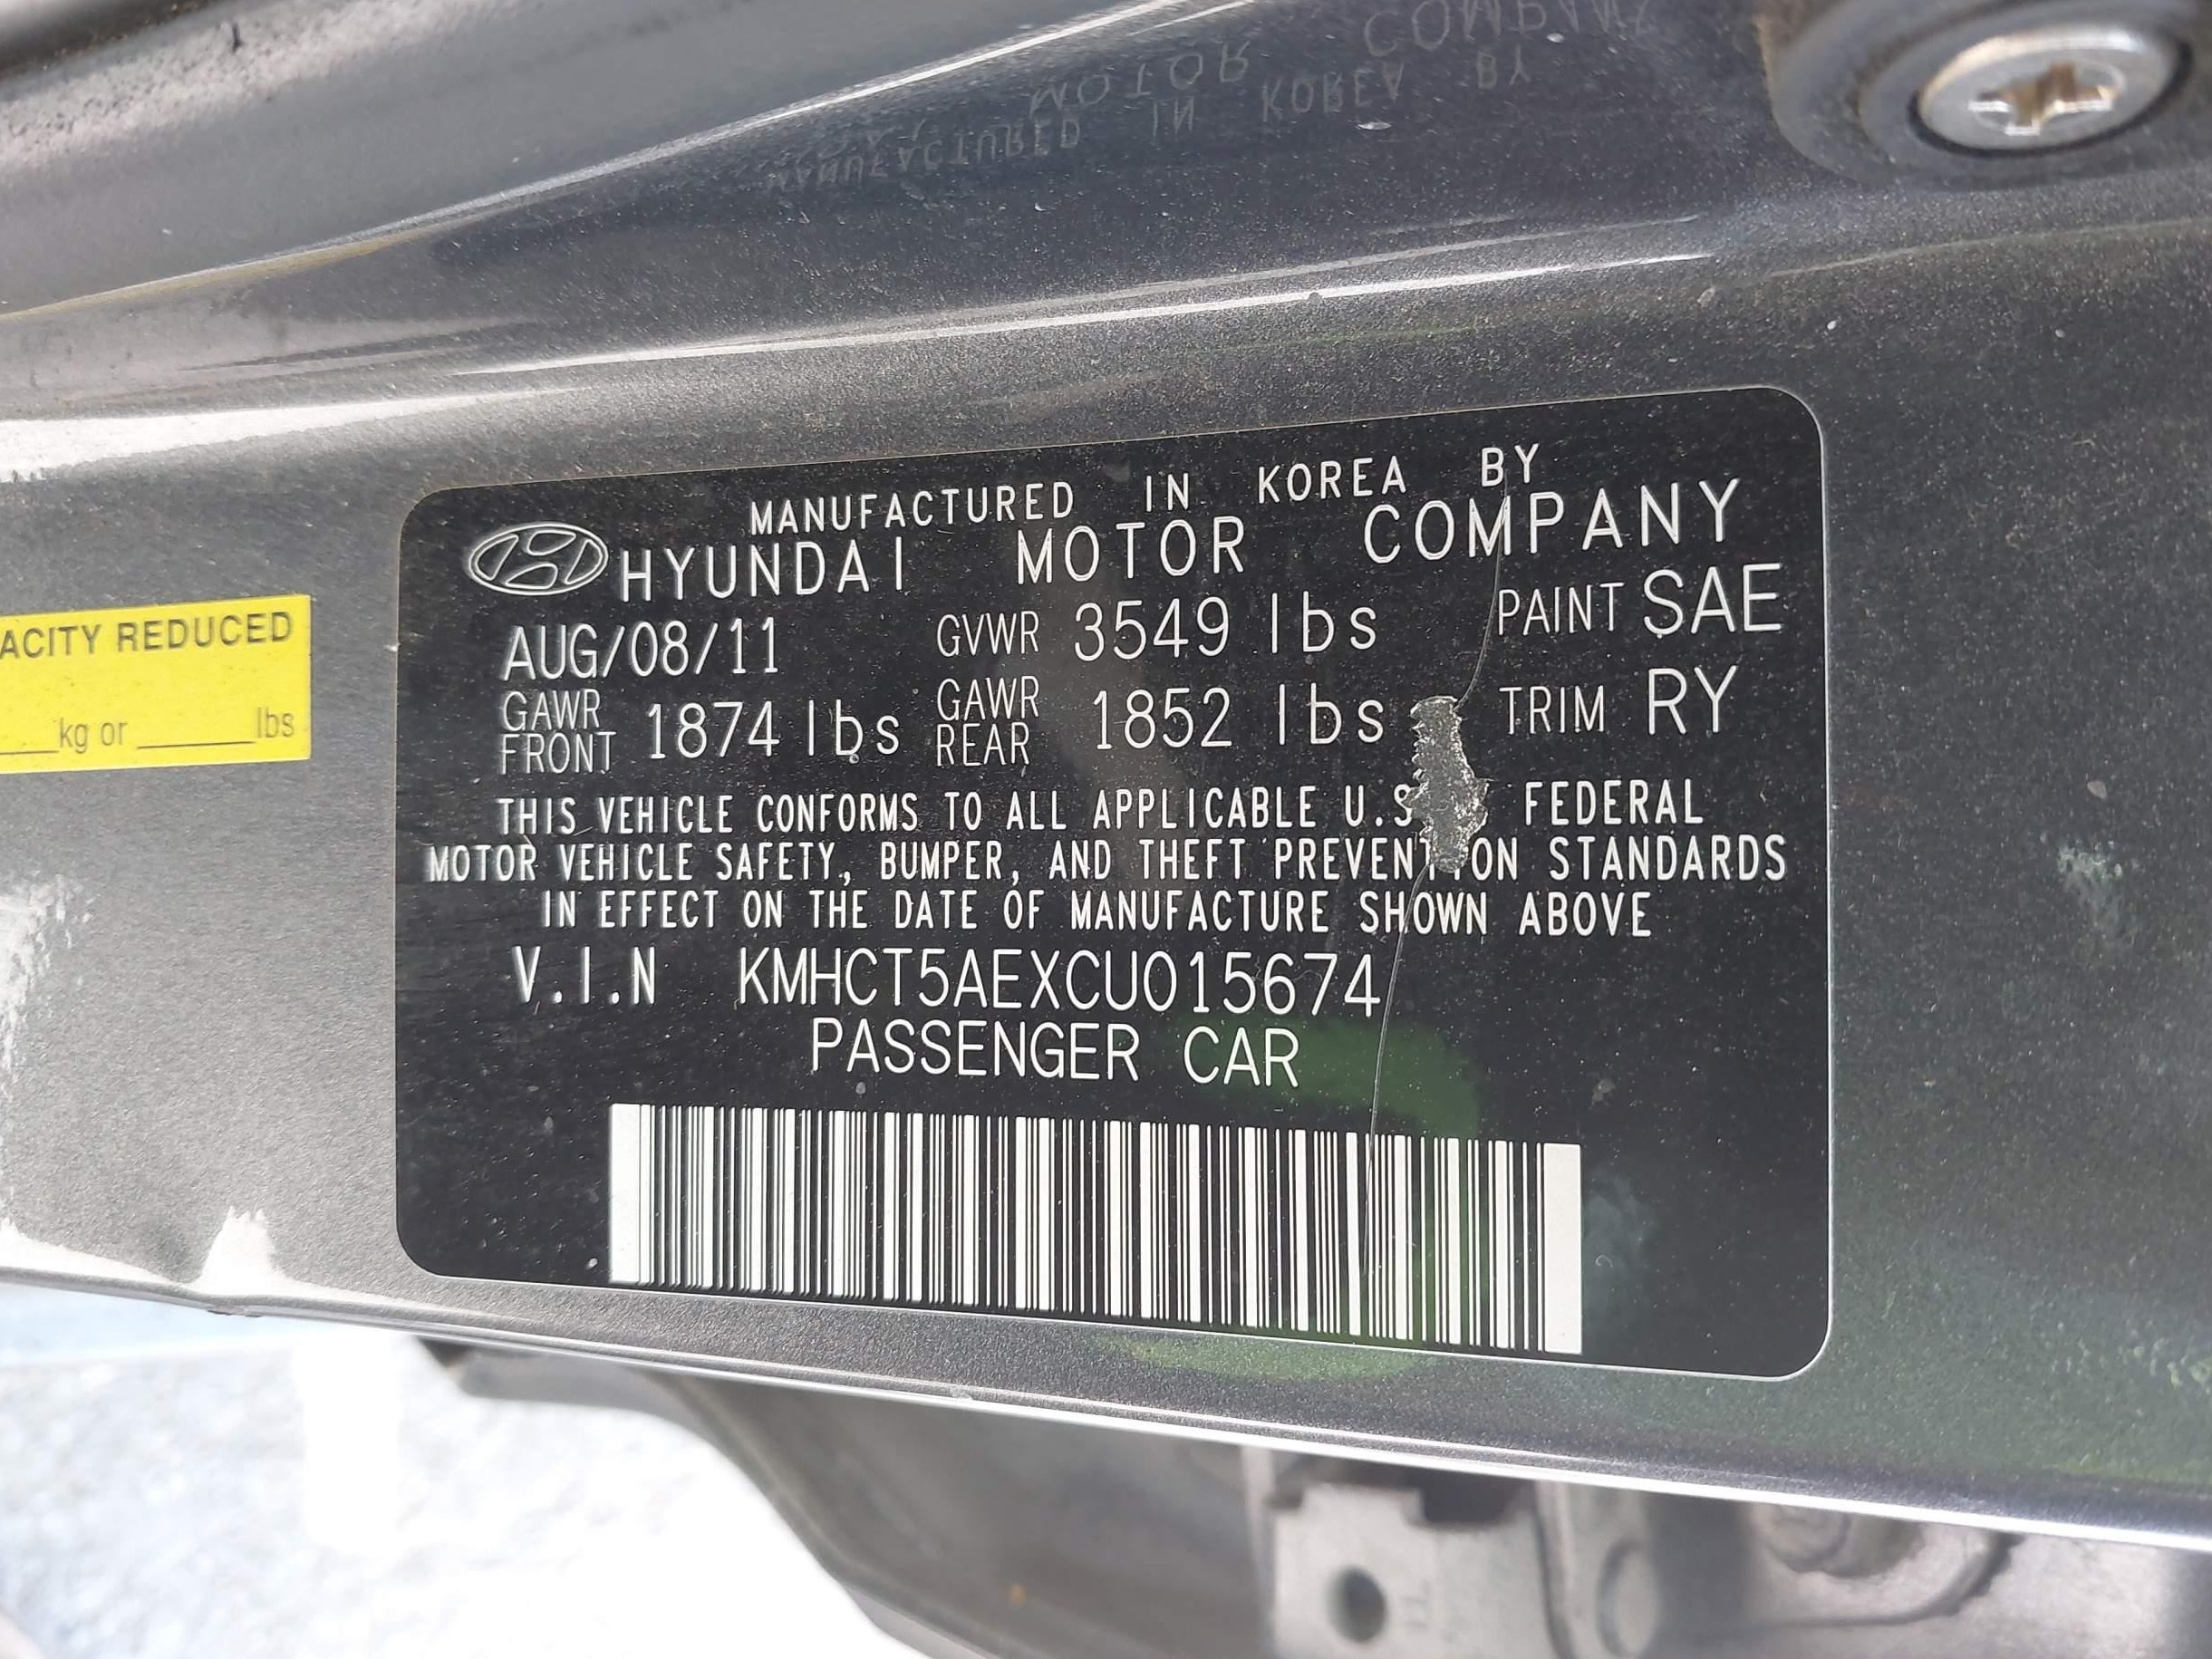 MANUFACTURED IN KOREA BY
HYUNDAI MOTOR COMPANY
AUG/08/11 GVWR 3549 lbs PAINT SAE
GAWR FRONT 1874 lbs GAWR REAR 1852 lbs TRIM RY
THIS VEHICLE CONFORMS TO ALL APPLICABLE U.S FEDERAL
MOTOR VEHICLE SAFETY, BUMPER, AND THEFT PREVENTION STANDARDS
IN EFFECT ON THE DATE OF MANUFACTURE SHOWN ABOVE
V.I.N KMHCT5AEXCU015674
PASSENGER CAR
ACITY REDUCED
kg or lbs